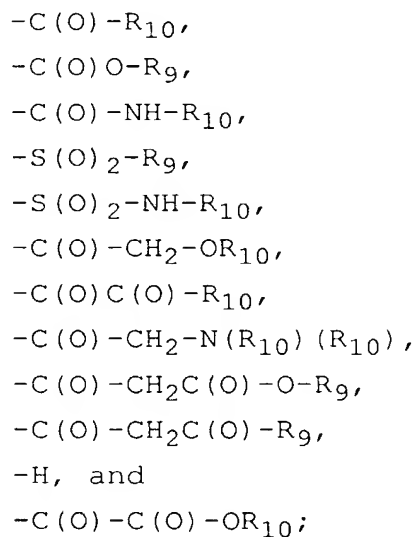 -C(O)-R10,
-C(O)O-R9,
-C(O)-NH-R10,
-S(O)2-R9,
-S(O)2-NH-R10,
-C(O)-CH2-OR10,
-C(O)C(O)-R10,
-C(O)-CH2-N(R10)(R10),
-C(O)-CH2C(O)-O-R9,
-C(O)-CH2C(O)-R9,
-H, and
-C(O)-C(O)-OR10;